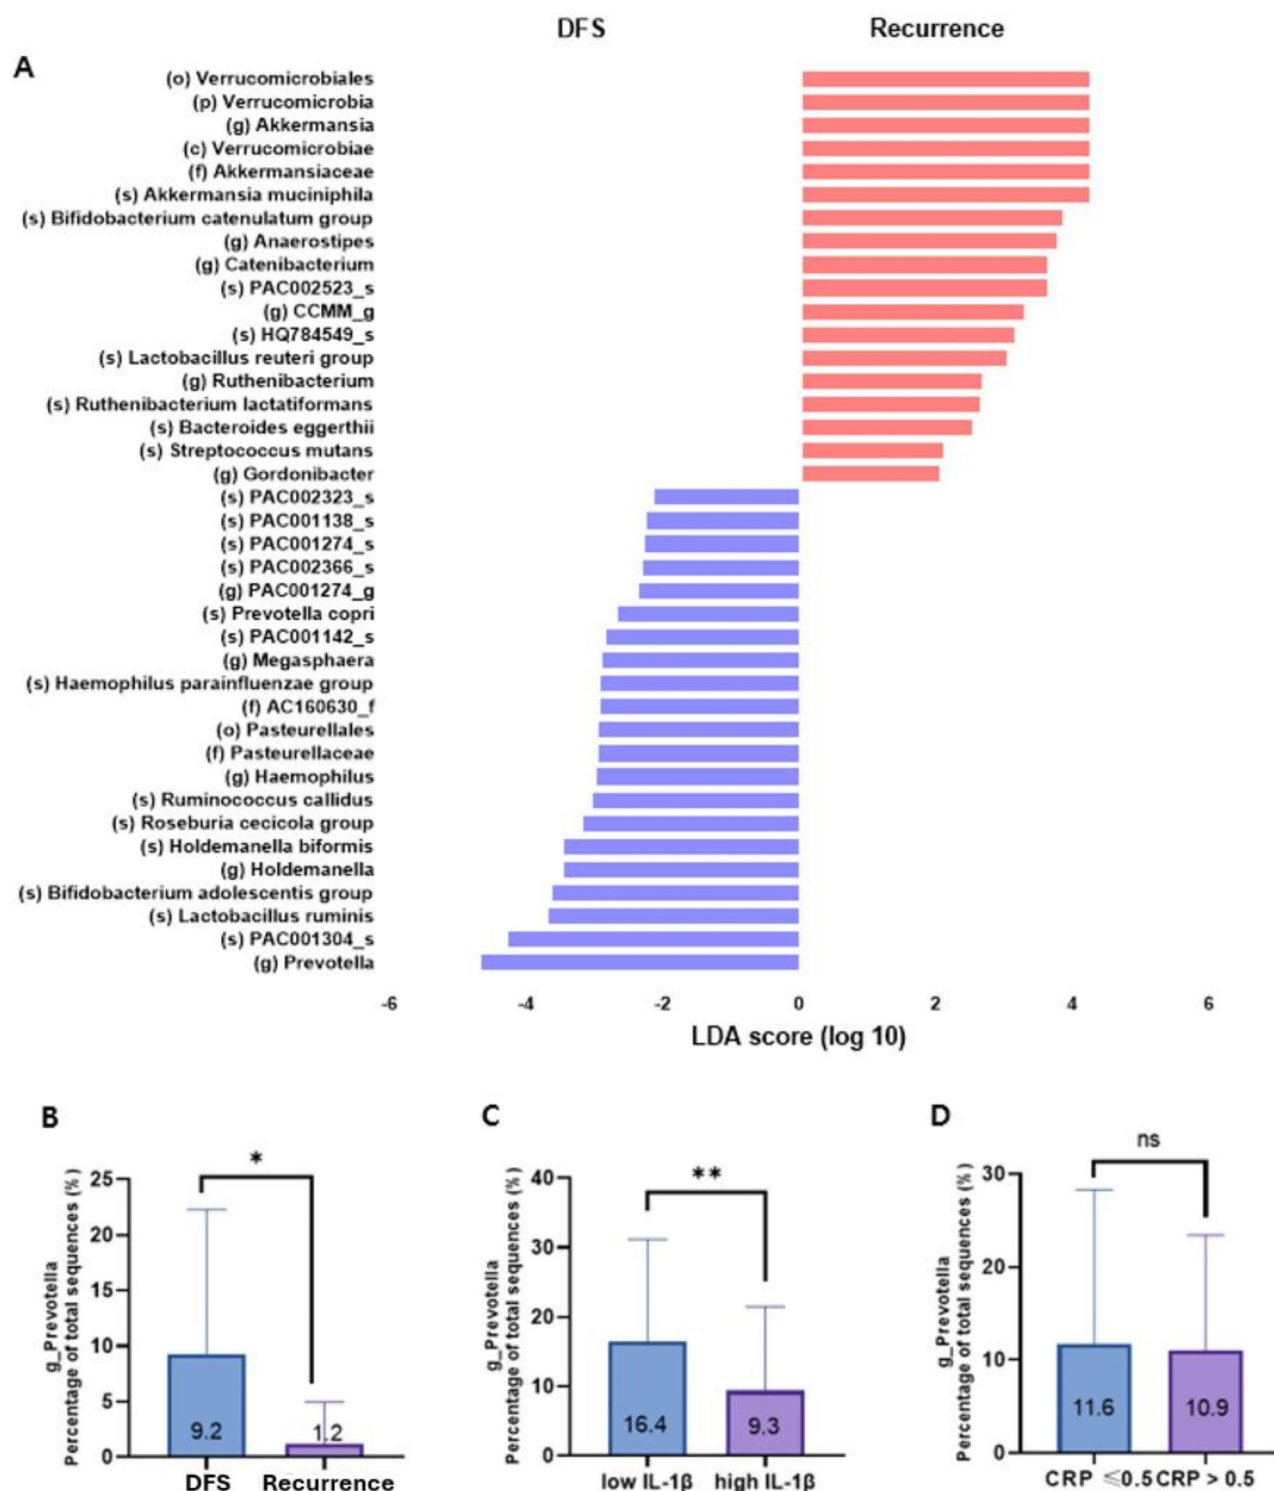 DFS Recurrence
A
(o) Verrucomicrobiales
(p) Verrucomicrobia
(g) Akkermansia
(c) Verrucomicrobiae
(f) Akkermansiaceae
(s) Akkermansia muciniphila
(s) Bifidobacterium catenulatum group
(g) Anaerostipes
(g) Catenibacterium
(s) PAC002523_s
(g) CCMM_g
(s) HQ784549_s
(s) Lactobacillus reuteri group
(g) Ruthenibacterium
(s) Ruthenibacterium lactatiformans
(s) Bacteroides eggerthii
(s) Streptococcus mutans
(g) Gordonibacter
(s) PAC002323_s
(s) PAC001138_s
(s) PAC001274_s
(s) PAC002366_s
(g) PAC001274_g
(s) Prevotella copri
(s) PAC001142_s
(g) Megasphaera
(s) Haemophilus parainfluenzae group
(f) AC160630_f
(o) Pasteurellales
(f) Pasteurellaceae
(g) Haemophilus
(s) Ruminococcus callidus
(s) Roseburia cecicola group
(s) Holdemanella biformis
(g) Holdemanella
(s) Bifidobacterium adolescentis group
(s) Lactobacillus ruminis
(s) PAC001304_s
(g) Prevotella
-6 -4 -2 0 2 4 6
LDA score (log 10)
B
g_Prevotella
Percentage of total sequences (%)
25
20
15
10
5
0
*
9.2
1.2
DFS Recurrence
C
g_Prevotella
Percentage of total sequences (%)
40
30
20
10
0
**
16.4
9.3
low IL-1β high IL-1β
D
g_Prevotella
Percentage of total sequences (%)
30
20
10
0
ns
11.6
10.9
CRP ≤0.5 CRP > 0.5